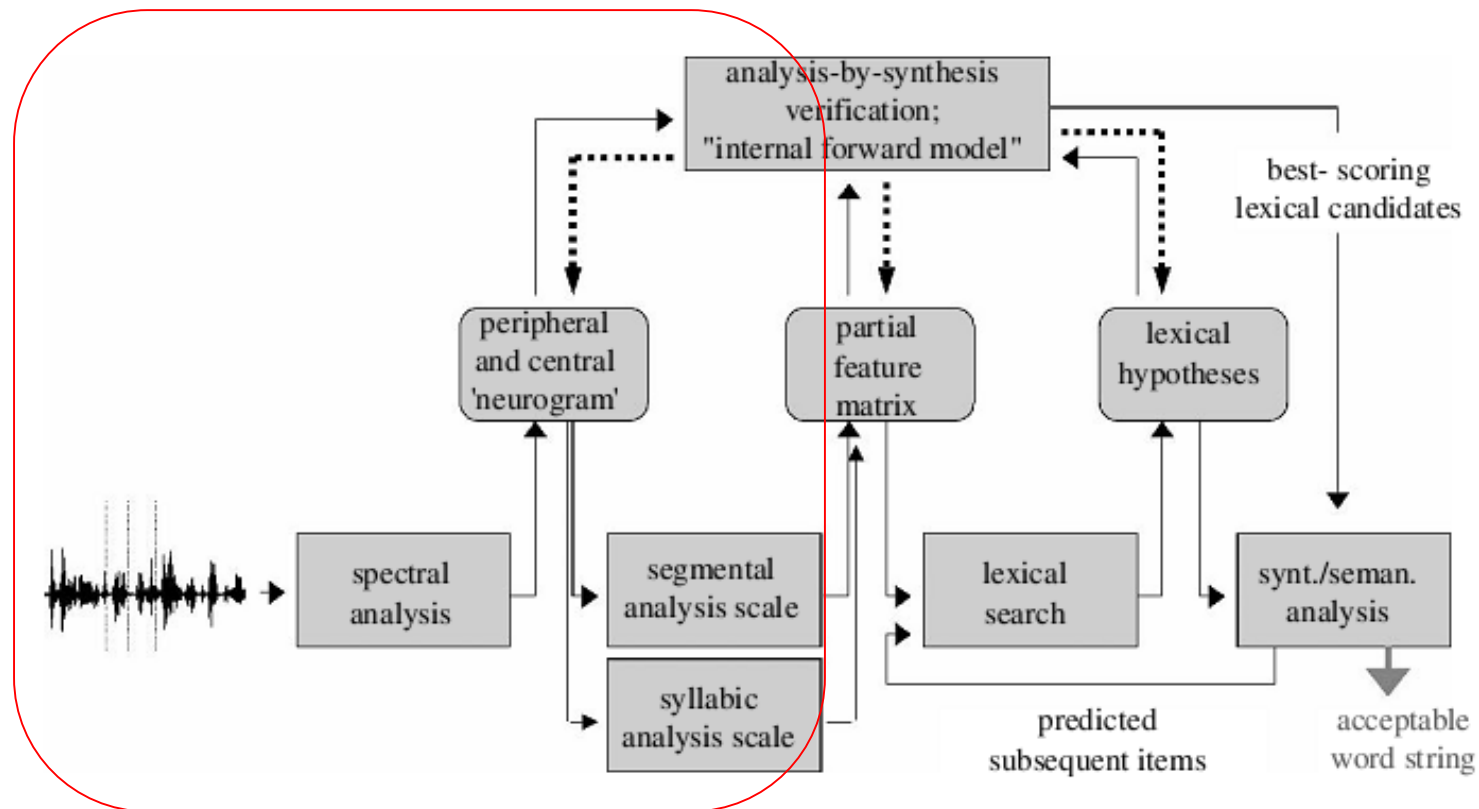 analysis-by-synthesis
verification;
"internal forward model"
best- scoring
lexical candidates
peripheral
and central
'neurogram'
partial
feature
matrix
lexical
hypotheses
spectral
analysis
segmental
analysis scale
lexical
search
synt./seman.
analysis
syllabic
analysis scale
predicted
subsequent items
acceptable
word string